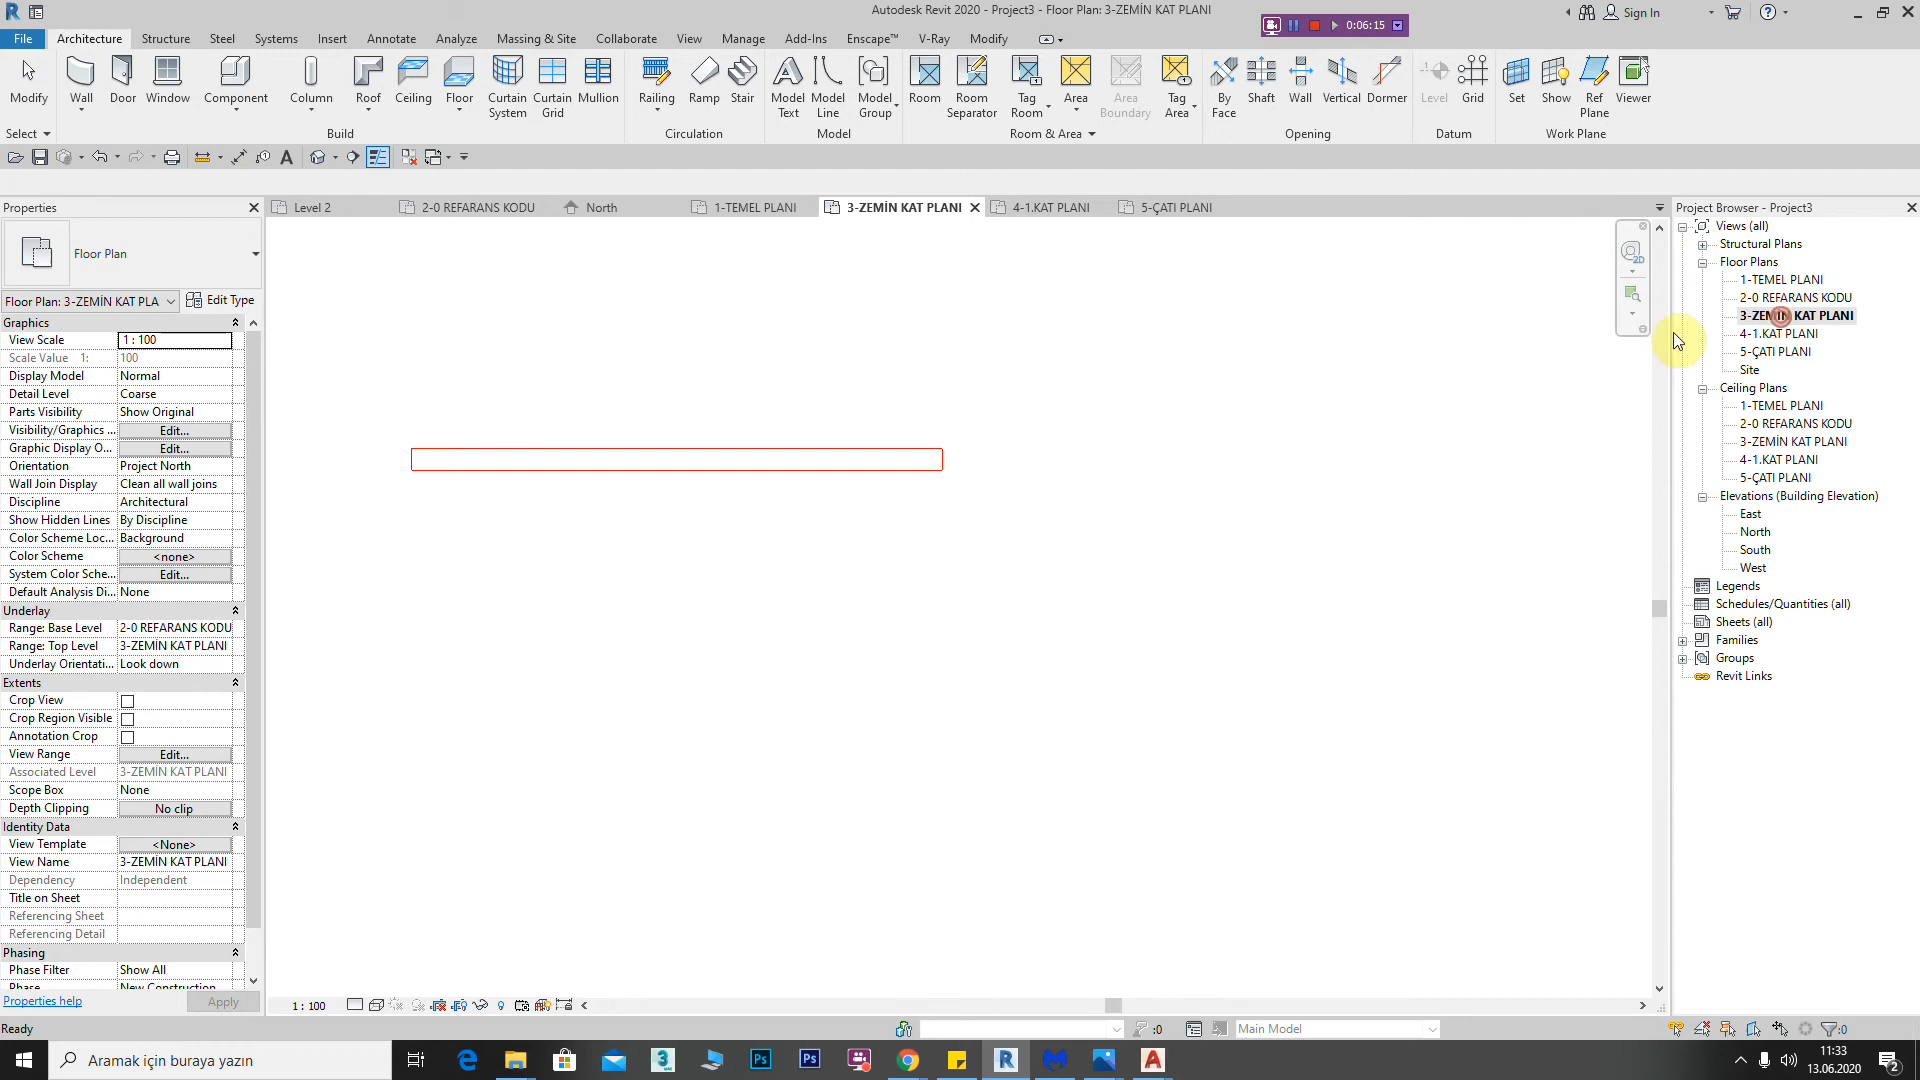 Autodesk Revit 2020 - Project3 - Floor Plan: 3-ZEMİN KAT PLANI
0:06:15
Sign In
File Architecture Structure Steel Systems Insert Annotate Analyze Massing & Site Collaborate View Manage Add-Ins Enscape™ V-Ray Modify
Modify Wall Door Window Component Column Roof Ceiling Floor Curtain System Curtain Grid Mullion Railing Ramp Stair Model Text Model Line Model Group Room Room Separator Tag Room Area Area Boundary Tag Area By Face Shaft Wall Vertical Dormer Level Grid Set Show Ref Plane Viewer
Select Build Circulation Model Room & Area Opening Datum Work Plane
Properties
Level 2 2-0 REFARANS KODU North 1-TEMEL PLANI 3-ZEMİN KAT PLANI 4-1.KAT PLANI 5-ÇATI PLANI
Floor Plan
Floor Plan: 3-ZEMİN KAT PLA Edit Type
Graphics
View Scale 1 : 100
Scale Value 1: 100
Display Model Normal
Detail Level Coarse
Parts Visibility Show Original
Visibility/Graphics ... Edit...
Graphic Display O... Edit...
Orientation Project North
Wall Join Display Clean all wall joins
Discipline Architectural
Show Hidden Lines By Discipline
Color Scheme Loc... Background
Color Scheme <none>
System Color Sche... Edit...
Default Analysis Di... None
Underlay
Range: Base Level 2-0 REFARANS KODU
Range: Top Level 3-ZEMİN KAT PLANI
Underlay Orientati... Look down
Extents
Crop View
Crop Region Visible
Annotation Crop
View Range Edit...
Associated Level 3-ZEMİN KAT PLANI
Scope Box None
Depth Clipping No clip
Identity Data
View Template <None>
View Name 3-ZEMİN KAT PLANI
Dependency Independent
Title on Sheet
Referencing Sheet
Referencing Detail
Phasing
Phase Filter Show All
Phase New Construction
Properties help Apply
2D
Project Browser - Project3
Views (all)
Structural Plans
Floor Plans
1-TEMEL PLANI
2-0 REFARANS KODU
3-ZEMİN KAT PLANI
4-1.KAT PLANI
5-ÇATI PLANI
Site
Ceiling Plans
1-TEMEL PLANI
2-0 REFARANS KODU
3-ZEMİN KAT PLANI
4-1.KAT PLANI
5-ÇATI PLANI
Elevations (Building Elevation)
East
North
South
West
Legends
Schedules/Quantities (all)
Sheets (all)
Families
Groups
Revit Links
1 : 100
Ready :0 Main Model :0
Aramak için buraya yazın
11:33
13.06.2020
2